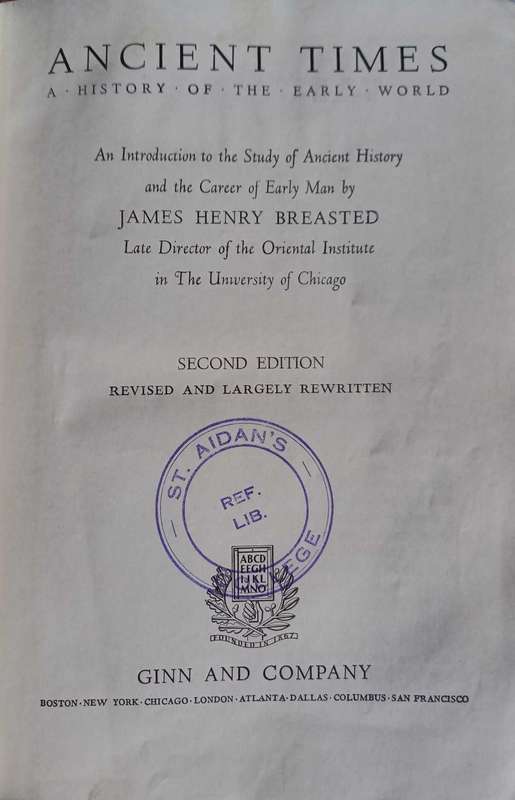 ANCIENT TIMES
A · HISTORY · OF · THE · EARLY · WORLD
An Introduction to the Study of Ancient History
and the Career of Early Man by
JAMES HENRY BREASTED
Late Director of the Oriental Institute
in The University of Chicago
SECOND EDITION
REVISED AND LARGELY REWRITTEN
ST. AIDAN'S
REF.
LIB.
EGE
ABCD
EFGH
IJKL
MNO
FOUNDED IN 1867
GINN AND COMPANY
BOSTON · NEW YORK · CHICAGO · LONDON · ATLANTA · DALLAS · COLUMBUS · SAN FRANCISCO